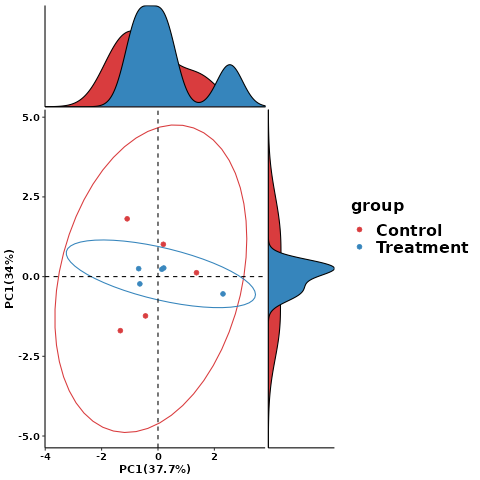 5.0
2.5
0.0
-2.5
-5.0
PC1(34%)
-4
-2
0
2
PC1(37.7%)
group
Control
Treatment